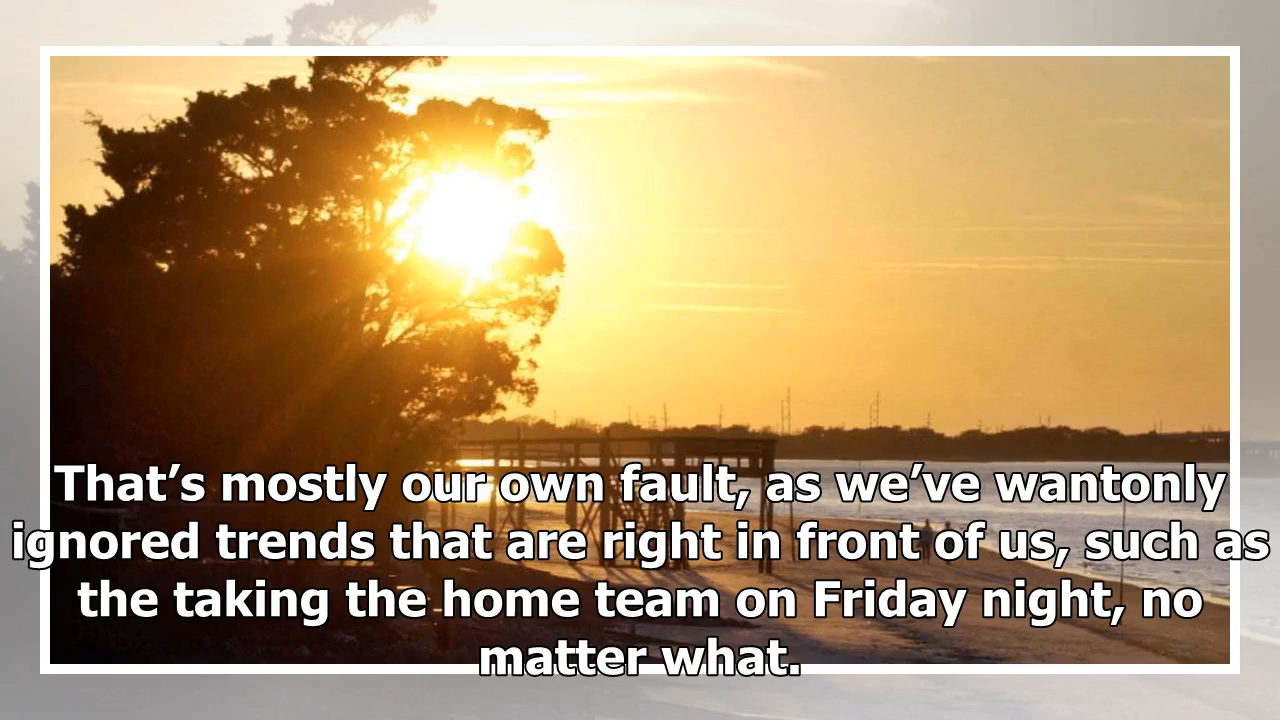 That’s mostly our own fault, as we’ve wantonly
ignored trends that are right in front of us, such as
the taking the home team on Friday night, no
matter what.